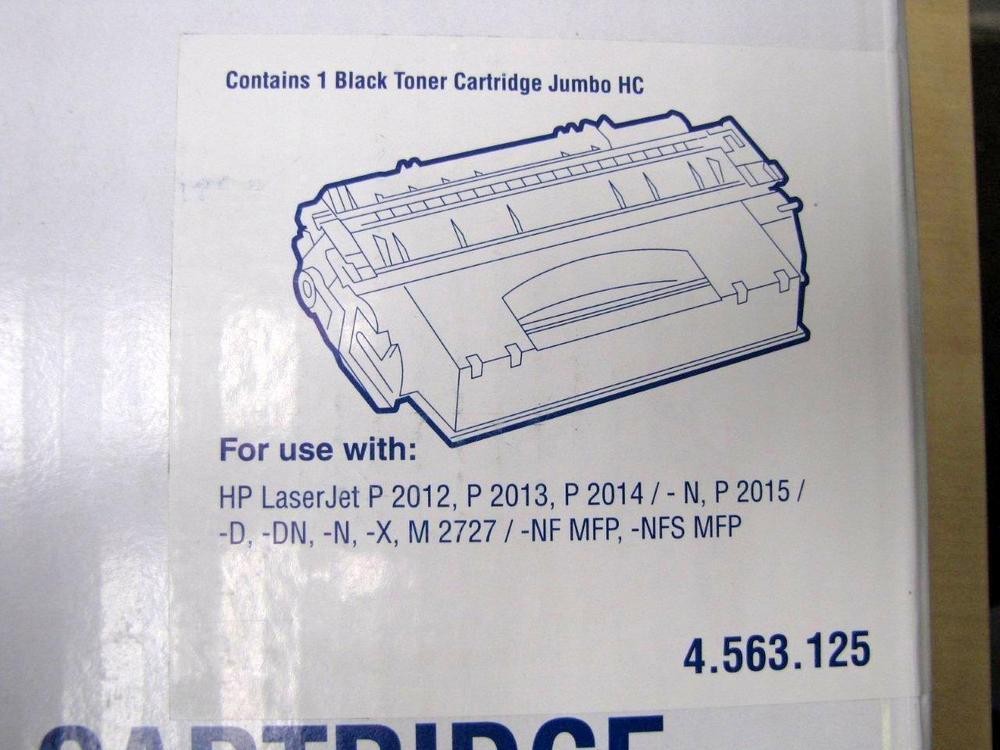 Contains 1 Black Toner Cartridge Jumbo HC
For use with:
HP LaserJet P 2012, P 2013, P 2014 / - N, P 2015 /
-D, -DN, -N, -X, M 2727 / -NF MFP, -NFS MFP
4.563.125
CARTRIDGE